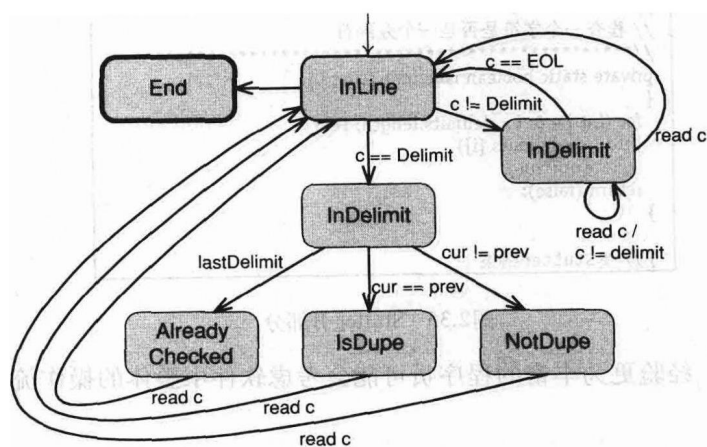 End
InLine
c == EOL
c != Delimit
read c
InDelimit
c == Delimit
read c /
c != delimit
InDelimit
lastDelimit
cur == prev
cur != prev
Already
Checked
IsDupe
NotDupe
read c
read c
read c